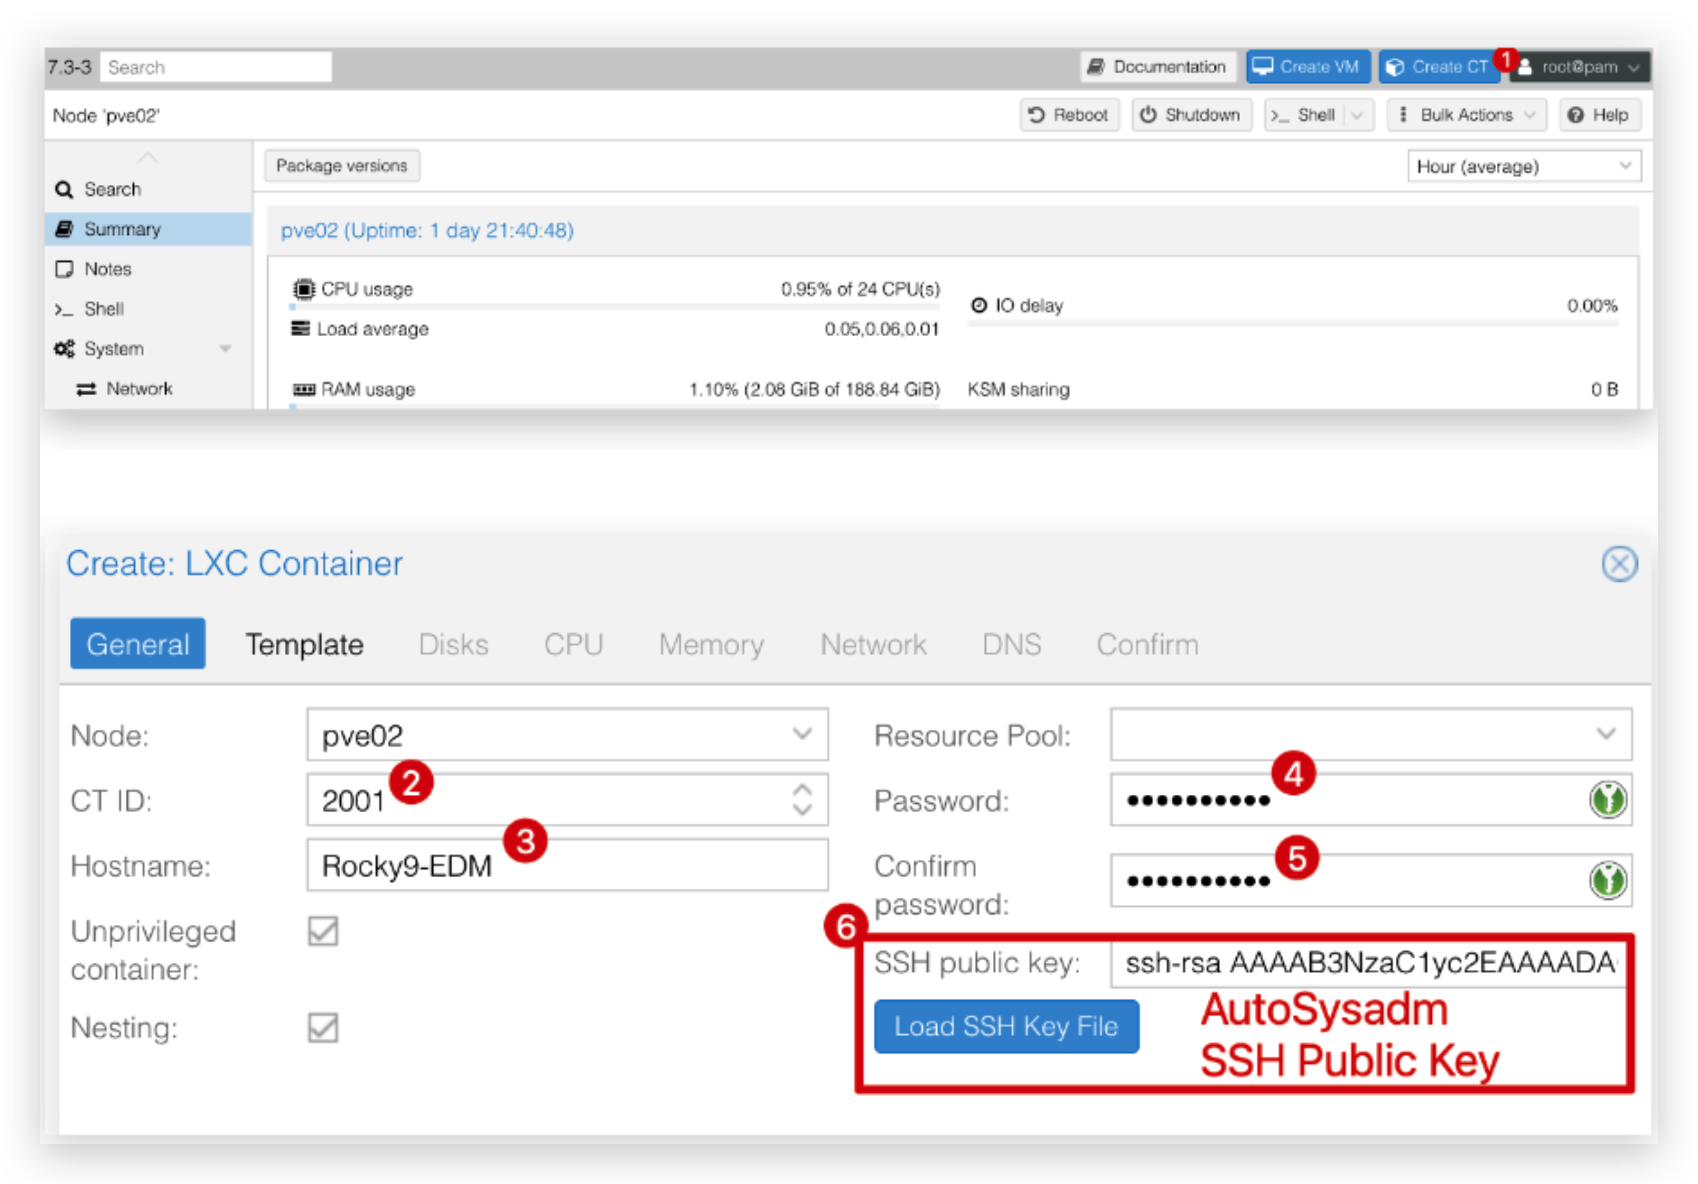 7.3-3 Search Documentation Create VM Create CT 1 root@pam
Node 'pve02' Reboot Shutdown >_ Shell Bulk Actions Help
Package versions Hour (average)
Search
Summary
Notes
>_ Shell
System
Network
pve02 (Uptime: 1 day 21:40:48)
CPU usage 0.95% of 24 CPU(s)
IO delay 0.00%
Load average 0.05,0.06,0.01
RAM usage 1.10% (2.08 GiB of 188.84 GiB) KSM sharing 0 B
Create: LXC Container
General Template Disks CPU Memory Network DNS Confirm
Node: pve02
CT ID: 2001 2
Hostname: Rocky9-EDM 3
Unprivileged
container:
Nesting:
Resource Pool:
Password: •••••••••• 4
Confirm
password: •••••••••• 5
6
SSH public key: ssh-rsa AAAAB3NzaC1yc2EAAAADA
Load SSH Key File
AutoSysadm
SSH Public Key